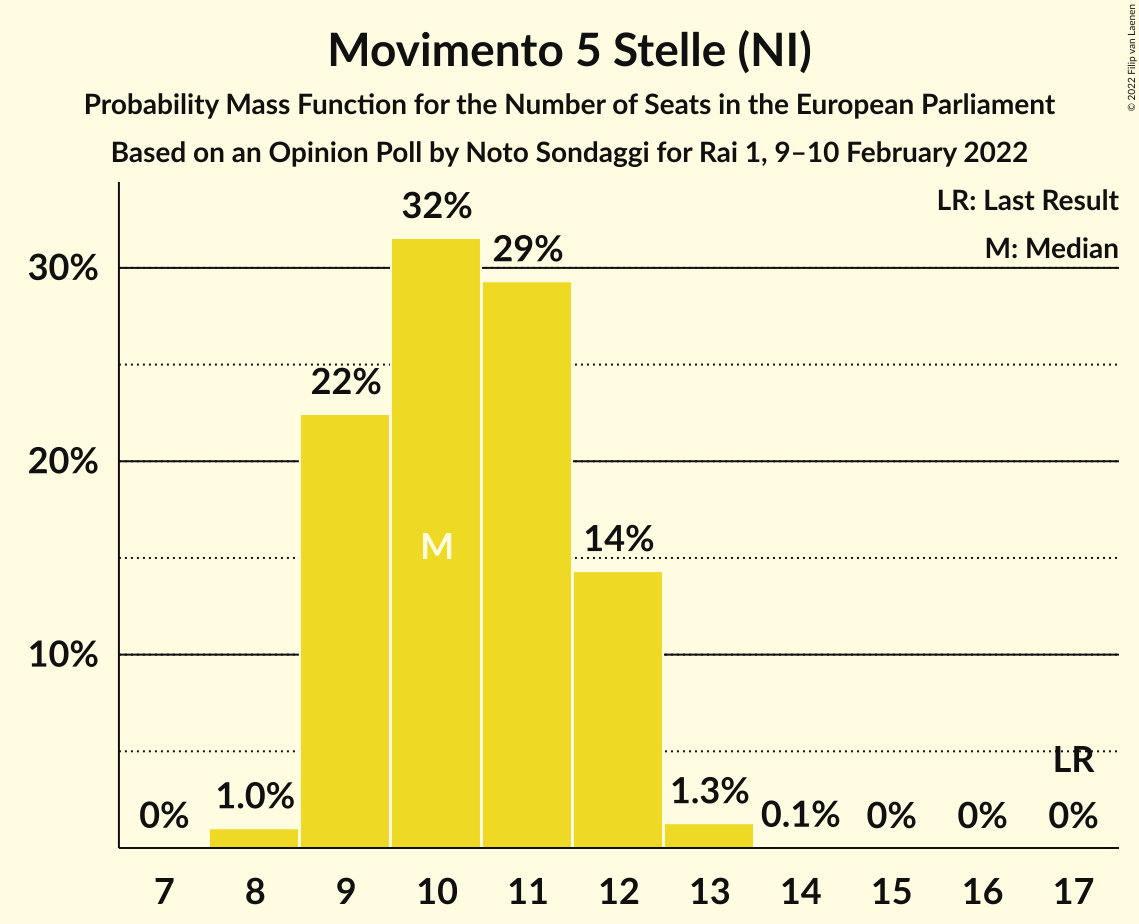 Movimento 5 Stelle (NI)
Probability Mass Function for the Number of Seats in the European Parliament
Based on an Opinion Poll by Noto Sondaggi for Rai 1, 9–10 February 2022
© 2022 Filip van Laenen
LR: Last Result
M: Median
30%
20%
10%
0%
1.0%
22%
32%
29%
14%
1.3%
0.1%
0%
0%
0%
M
LR
7 8 9 10 11 12 13 14 15 16 17